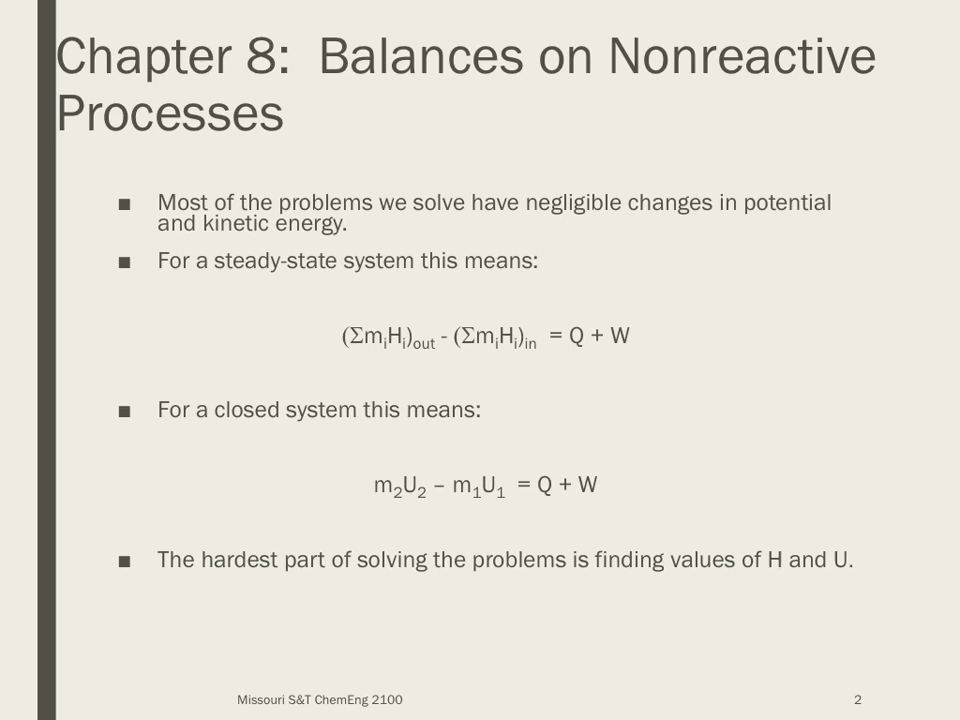 Chapter 8:  Balances on Nonreactive
Processes
■ Most of the problems we solve have negligible changes in potential
and kinetic energy.
■ For a steady-state system this means:
(ΣmᵢHᵢ)out - (ΣmᵢHᵢ)in  = Q + W
■ For a closed system this means:
m₂U₂ – m₁U₁  = Q + W
■ The hardest part of solving the problems is finding values of H and U.
Missouri S&T ChemEng 2100
2